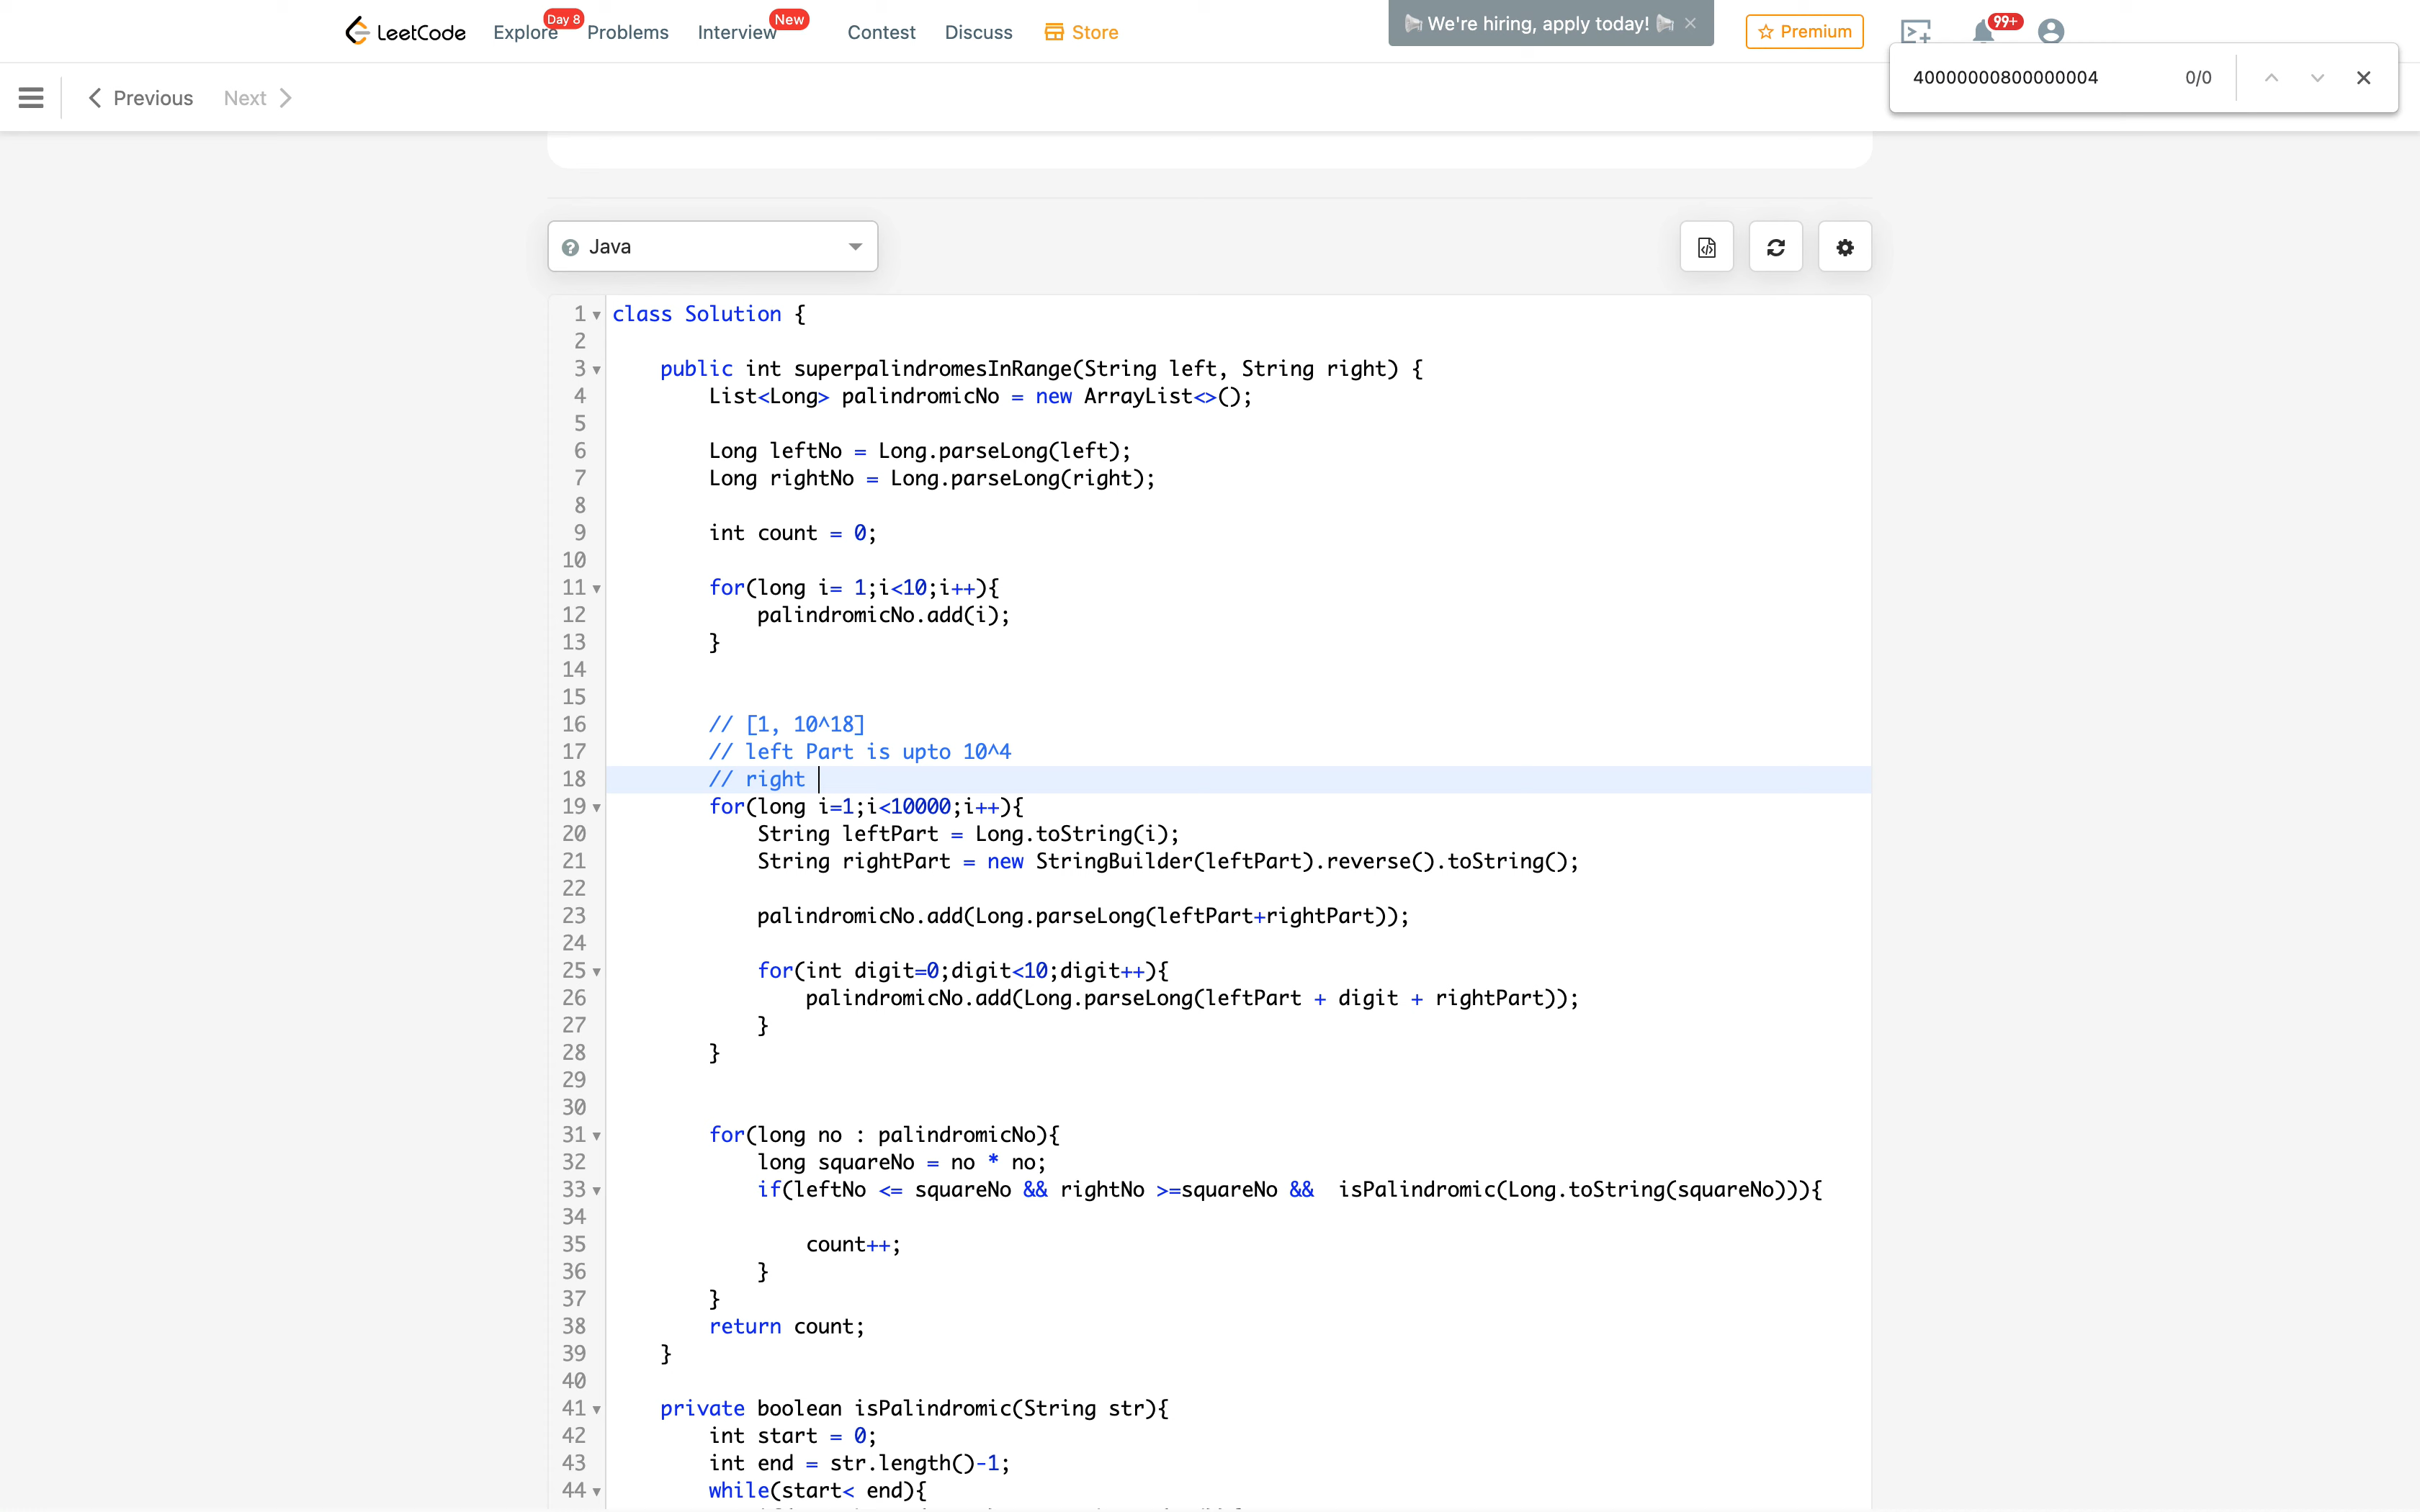 LeetCode Explore Day 8 Problems Interview New Contest Discuss Store We're hiring, apply today! Premium 99+
40000000800000004 0/0
Previous Next
Java
1 class Solution {
2
3 public int superpalindromesInRange(String left, String right) {
4 List<Long> palindromicNo = new ArrayList<>();
5
6 Long leftNo = Long.parseLong(left);
7 Long rightNo = Long.parseLong(right);
8
9 int count = 0;
10
11 for(long i= 1;i<10;i++){
12 palindromicNo.add(i);
13 }
14
15
16 // [1, 10^18]
17 // left Part is upto 10^4
18 // right
19 for(long i=1;i<10000;i++){
20 String leftPart = Long.toString(i);
21 String rightPart = new StringBuilder(leftPart).reverse().toString();
22
23 palindromicNo.add(Long.parseLong(leftPart+rightPart));
24
25 for(int digit=0;digit<10;digit++){
26 palindromicNo.add(Long.parseLong(leftPart + digit + rightPart));
27 }
28 }
29
30
31 for(long no : palindromicNo){
32 long squareNo = no * no;
33 if(leftNo <= squareNo && rightNo >=squareNo && isPalindromic(Long.toString(squareNo))){
34
35 count++;
36 }
37 }
38 return count;
39 }
40
41 private boolean isPalindromic(String str){
42 int start = 0;
43 int end = str.length()-1;
44 while(start< end){